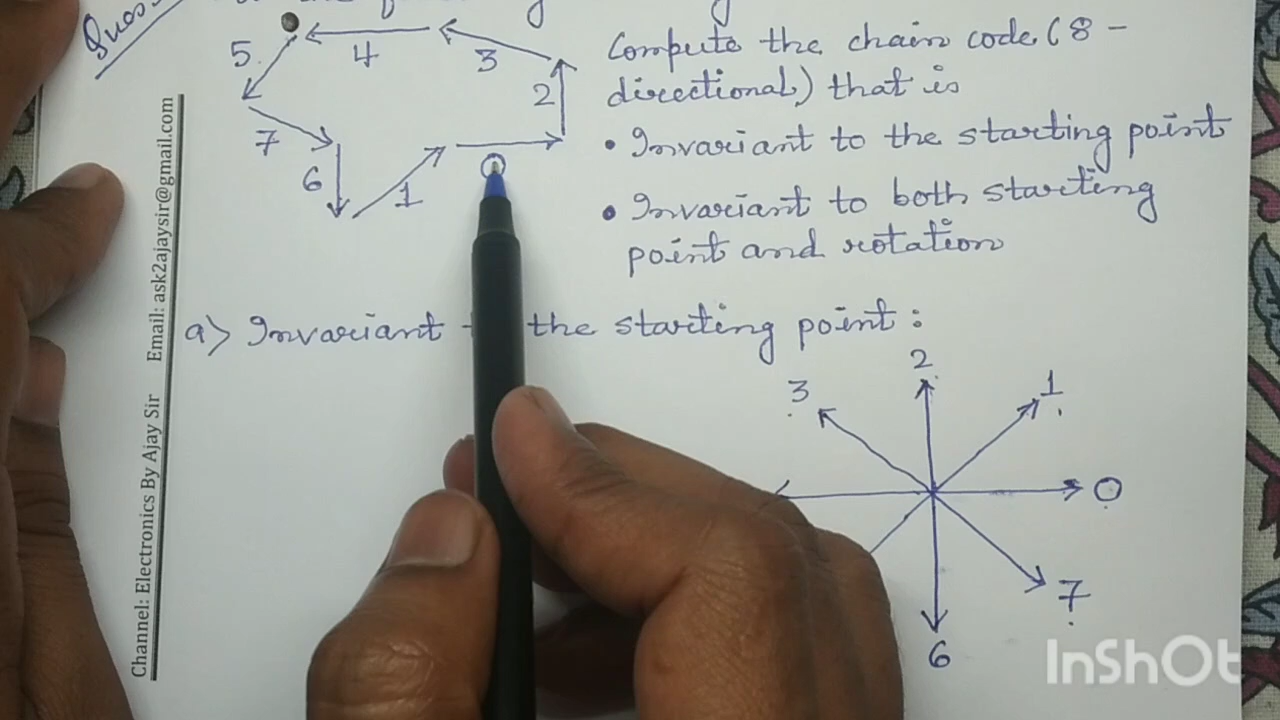 5
4
3
2
7
6
1
0
Compute the chain code (8 -
directional) that is
• Invariant to the starting point
• Invariant to both starting
point and rotation
a) Invariant the starting point :
2
3
1
0
7
6
Channel: Electronics By Ajay Sir Email: ask2ajaysir@gmail.com
InShOt